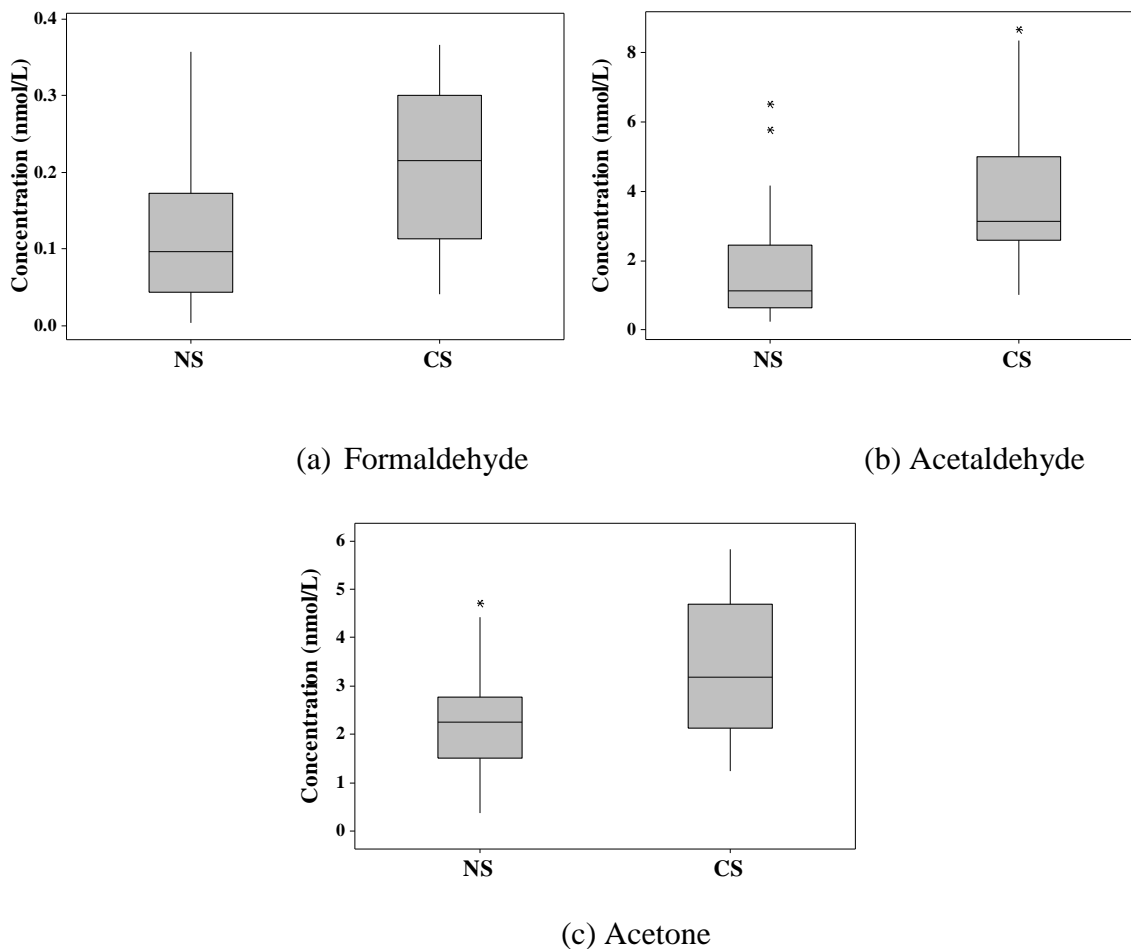 Concentration (nmol/L)
0.4
0.3
0.2
0.1
0.0
NS CS
(a) Formaldehyde
Concentration (nmol/L)
8
6
4
2
0
NS CS
(b) Acetaldehyde
Concentration (nmol/L)
6
5
4
3
2
1
0
NS CS
(c) Acetone